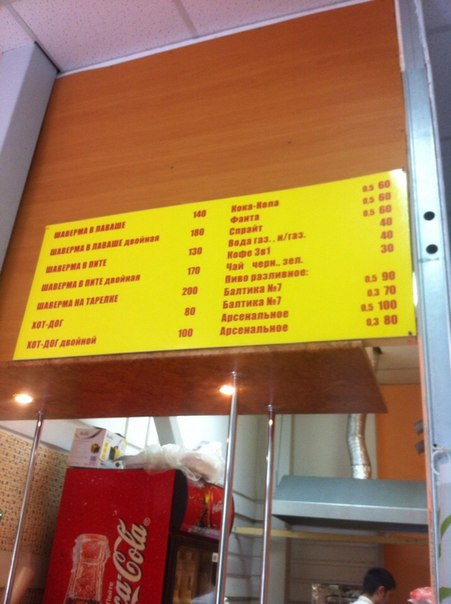 ШАВЕРМА В ЛАВАШЕ 140
ШАВЕРМА В ЛАВАШЕ двойная 180
ШАВЕРМА В ПИТЕ 130
ШАВЕРМА В ПИТЕ двойная 170
ШАВЕРМА НА ТАРЕЛКЕ 200
ХОТ-ДОГ 80
ХОТ-ДОГ двойной 100
Кока-Кола 0,5 60
Фанта 0,5 60
Спрайт 0,5 60
Вода газ., н/газ. 40
Кофе 3в1 40
Чай черн., зел. 30
Пиво разливное:
Балтика №7 0,5 90
Балтика №7 0,3 70
Арсенальное 0,5 100
Арсенальное 0,3 80
Coca-Cola